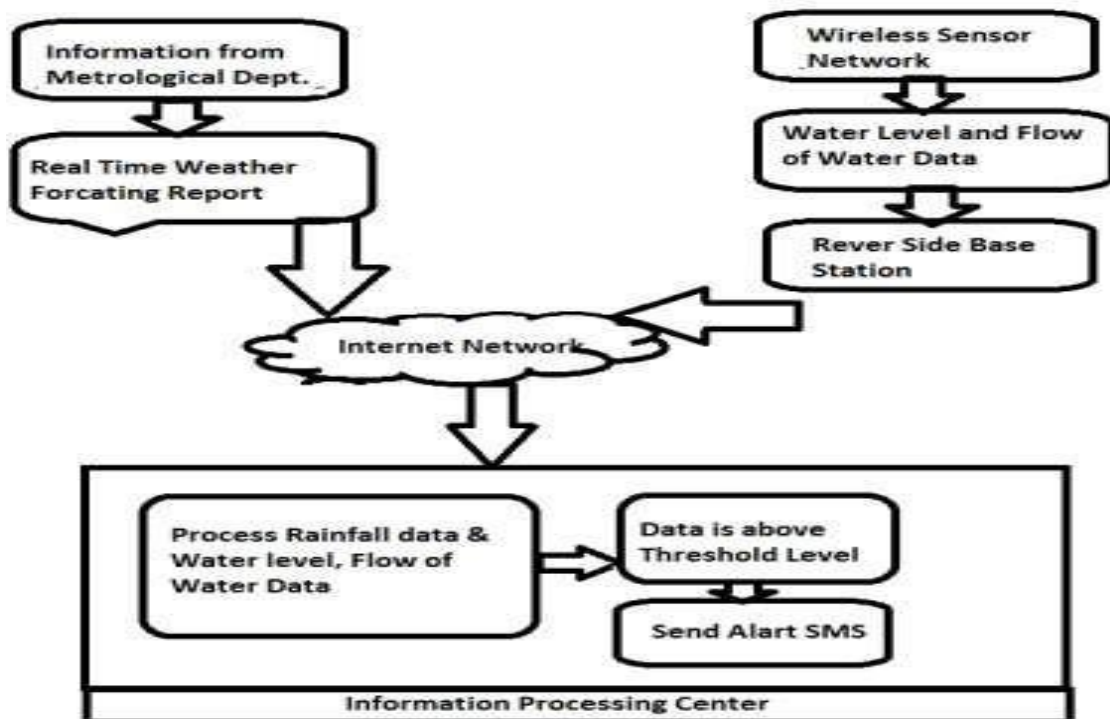 Information from
Metrological Dept.
Real Time Weather
Forcating Report
Wireless Sensor
Network
Water Level and Flow
of Water Data
Rever Side Base
Station
Internet Network
Process Rainfall data &
Water level, Flow of
Water Data
Data is above
Threshold Level
Send Alart SMS
Information Processing Center